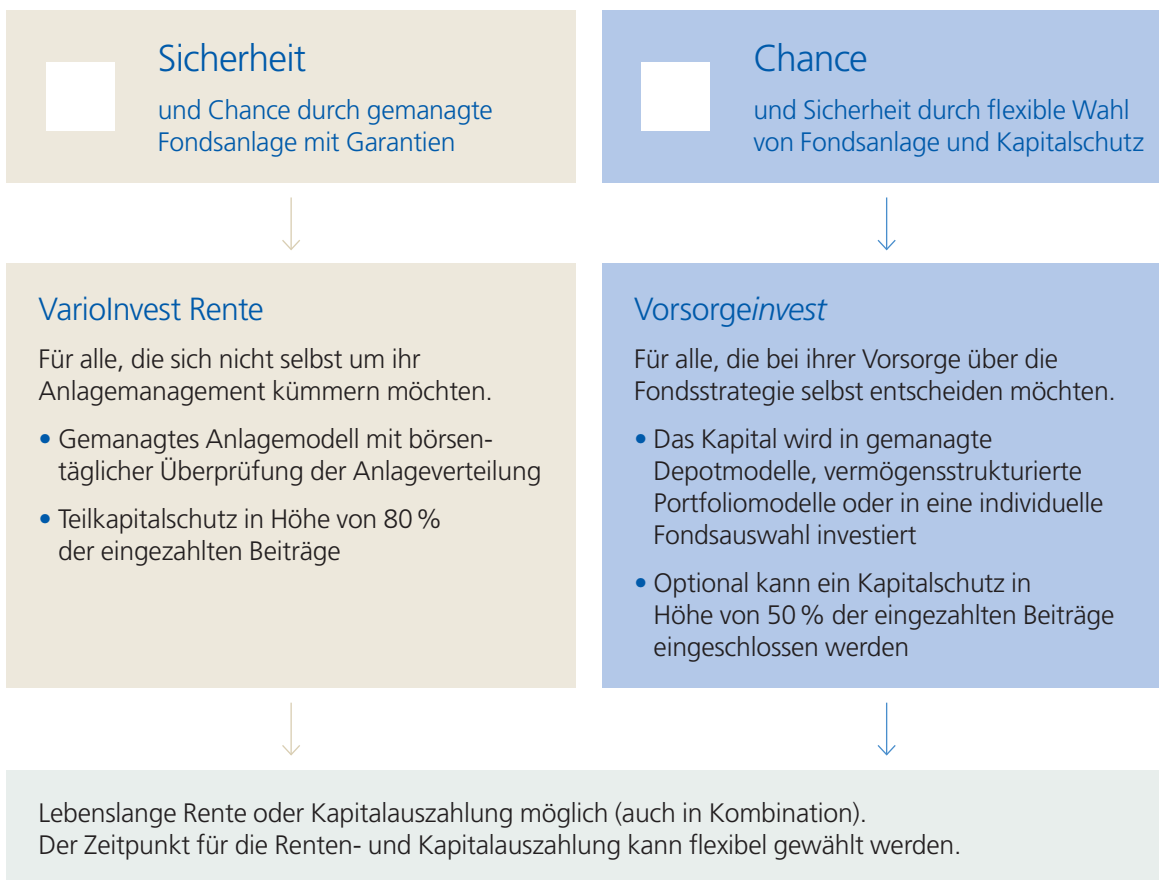 Sicherheit
und Chance durch gemanagte
Fondsanlage mit Garantien
Chance
und Sicherheit durch flexible Wahl
von Fondsanlage und Kapitalschutz
VarioInvest Rente
Für alle, die sich nicht selbst um ihr
Anlagemanagement kümmern möchten.
• Gemanagtes Anlagemodell mit börsen-
täglicher Überprüfung der Anlageverteilung
• Teilkapitalschutz in Höhe von 80 %
der eingezahlten Beiträge
Vorsorgeinvest
Für alle, die bei ihrer Vorsorge über die
Fondsstrategie selbst entscheiden möchten.
• Das Kapital wird in gemanagte
Depotmodelle, vermögensstrukturierte
Portfoliomodelle oder in eine individuelle
Fondsauswahl investiert
• Optional kann ein Kapitalschutz in
Höhe von 50 % der eingezahlten Beiträge
eingeschlossen werden
Lebenslange Rente oder Kapitalauszahlung möglich (auch in Kombination).
Der Zeitpunkt für die Renten- und Kapitalauszahlung kann flexibel gewählt werden.